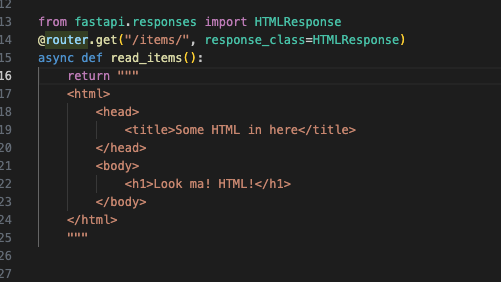 12
13 from fastapi.responses import HTMLResponse
14 @router.get("/items/", response_class=HTMLResponse)
15 async def read_items():
16     return """
17     <html>
18         <head>
19             <title>Some HTML in here</title>
20         </head>
21         <body>
22             <h1>Look ma! HTML!</h1>
23         </body>
24     </html>
25     """
26
27